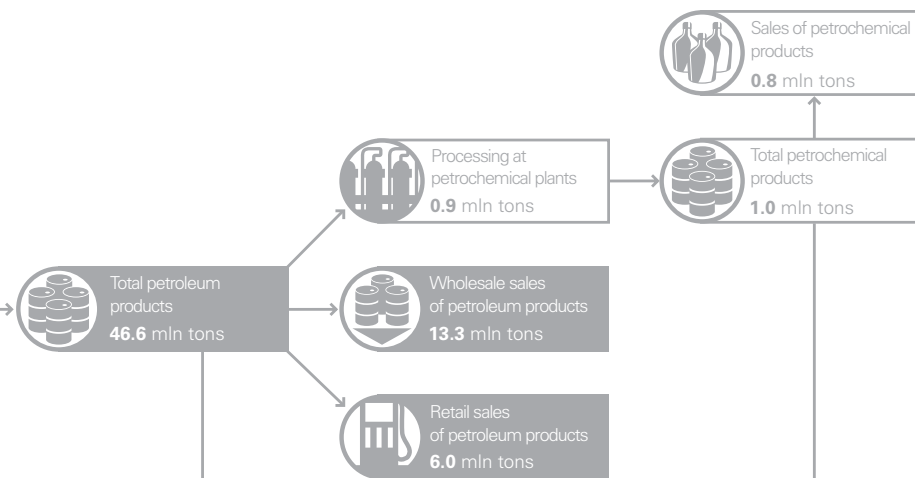 Sales of petrochemical
products
0.8 mln tons
Processing at
petrochemical plants
0.9 mln tons
Total petrochemical
products
1.0 mln tons
Total petroleum
products
46.6 mln tons
Wholesale sales
of petroleum products
13.3 mln tons
Retail sales
of petroleum products
6.0 mln tons